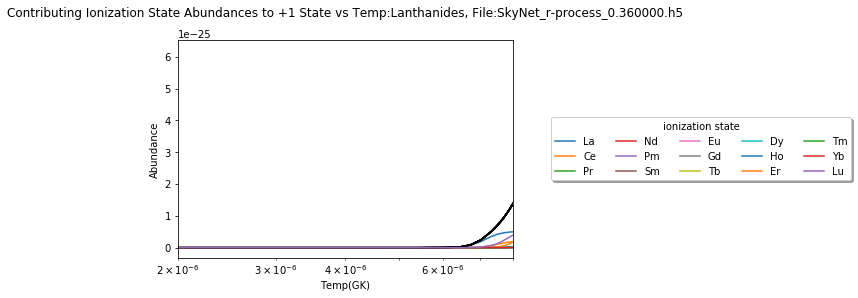 Contributing Ionization State Abundances to +1 State vs Temp:Lanthanides, File:SkyNet_r-process_0.360000.h5
1e−25
6
5
4
3
2
1
0
Abundance
2 × 10⁻⁶
3 × 10⁻⁶
4 × 10⁻⁶
6 × 10⁻⁶
Temp(GK)
ionization state
La Nd Eu Dy Tm
Ce Pm Gd Ho Yb
Pr Sm Tb Er Lu